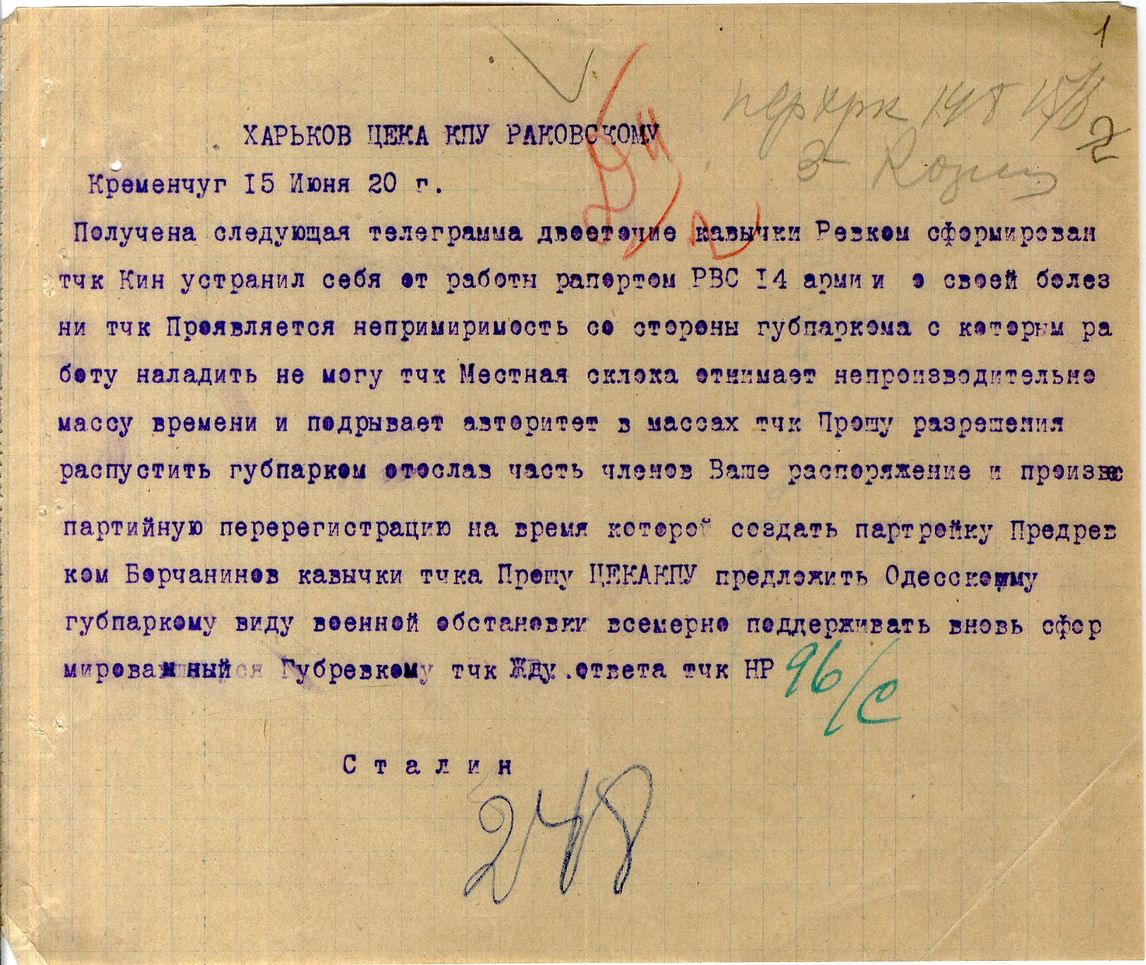 1
ХАРЬКОВ ЦЕКА КПУ РАКОВСКОМУ
Кременчуг 15 Июня 20 г.
Получена следующая телеграмма двоеточие кавычки Ревком сформирован
тчк Кин устранил себя от работы рапортом РВС 14 армии о своей болез
ни тчк Проявляется непримиримость со стороны губпаркома с которым ра
боту наладить не могу тчк Местная склока отнимает непроизводительно
массу времени и подрывает авторитет в массах тчк Прошу разрешения
распустить губпарком отослав часть членов Ваше распоряжение и произвес
партийную перерегистрацию на время которой создать партройку Предрев
ком Борчанинов кавычки тчка Прошу ЦЕКАКПУ предложить Одесскому
губпаркому виду военной обстановки всемерно поддерживать вновь сфор
мировавшныйся Губревкому тчк Жду .ответа тчк НР 96/с
Сталин
248